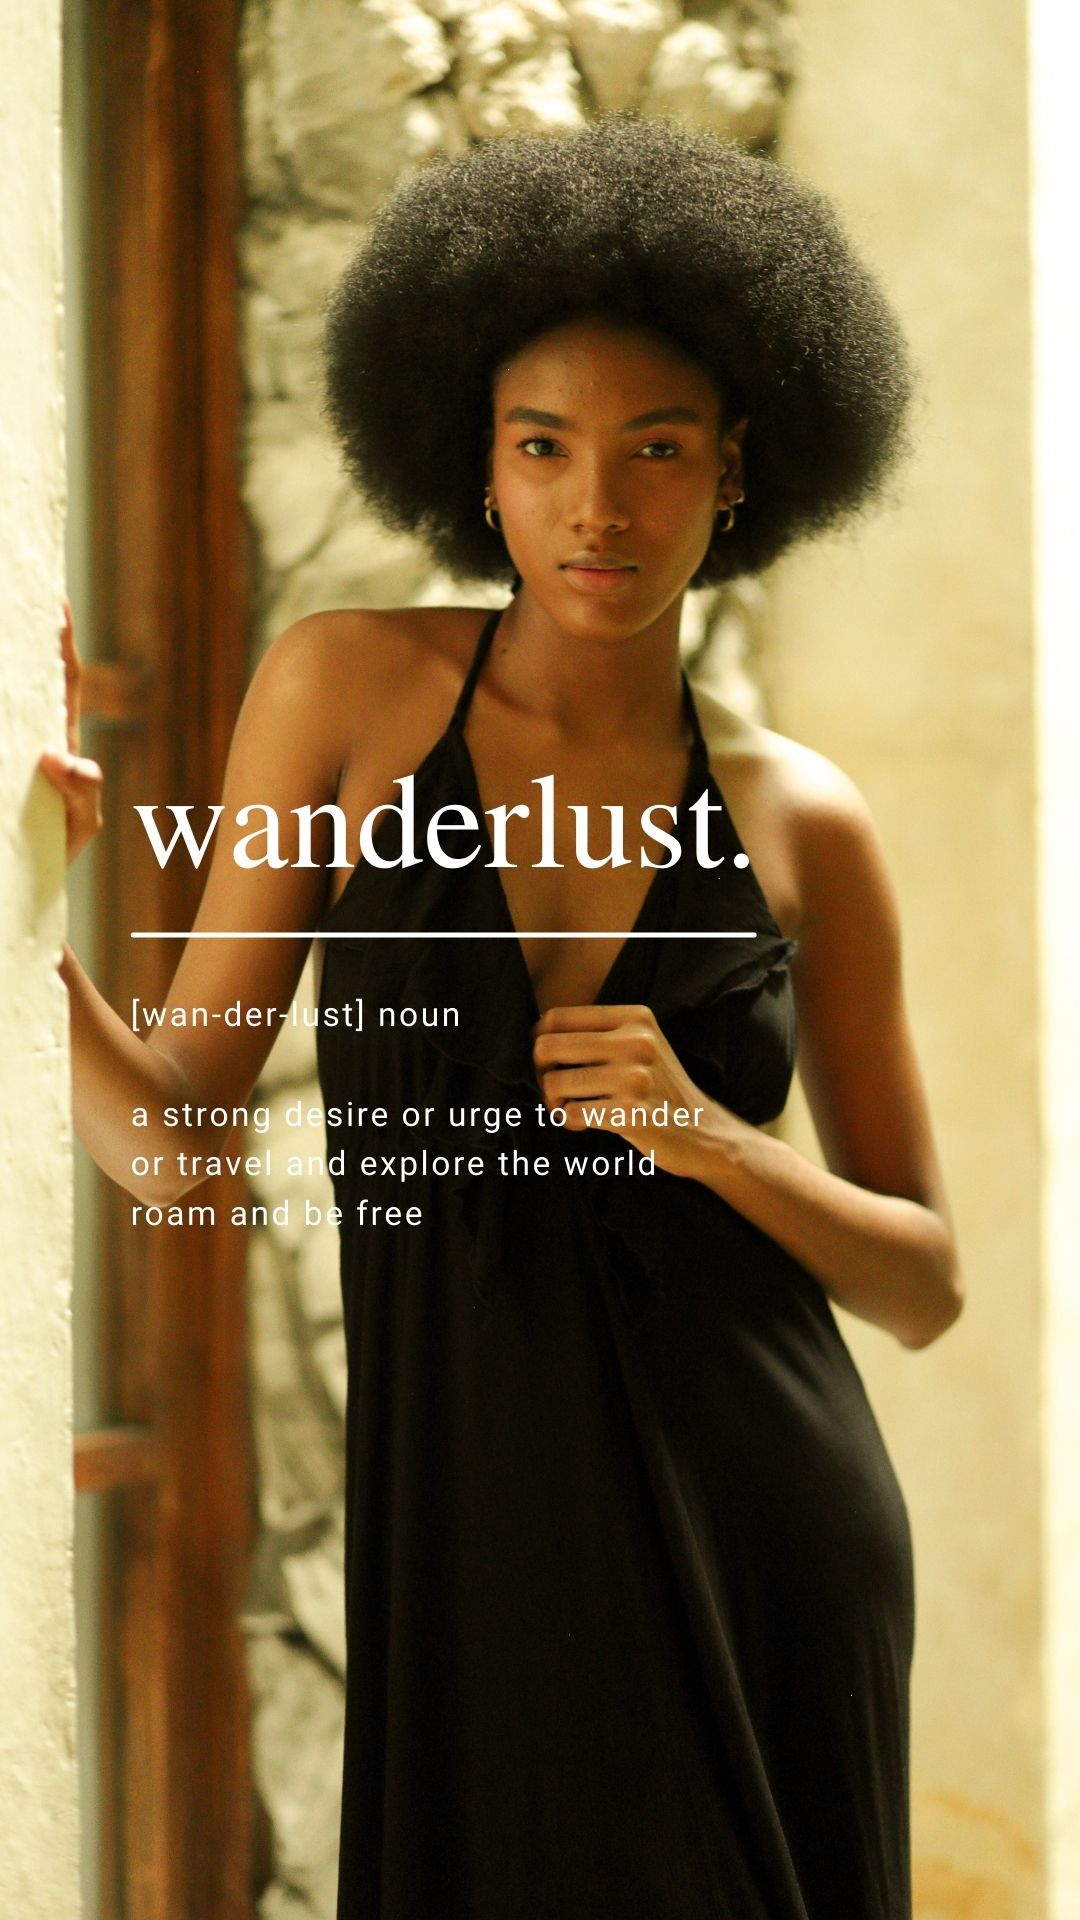 wanderlust.
[wan-der-lust] noun
a strong desire or urge to wander
or travel and explore the world
roam and be free